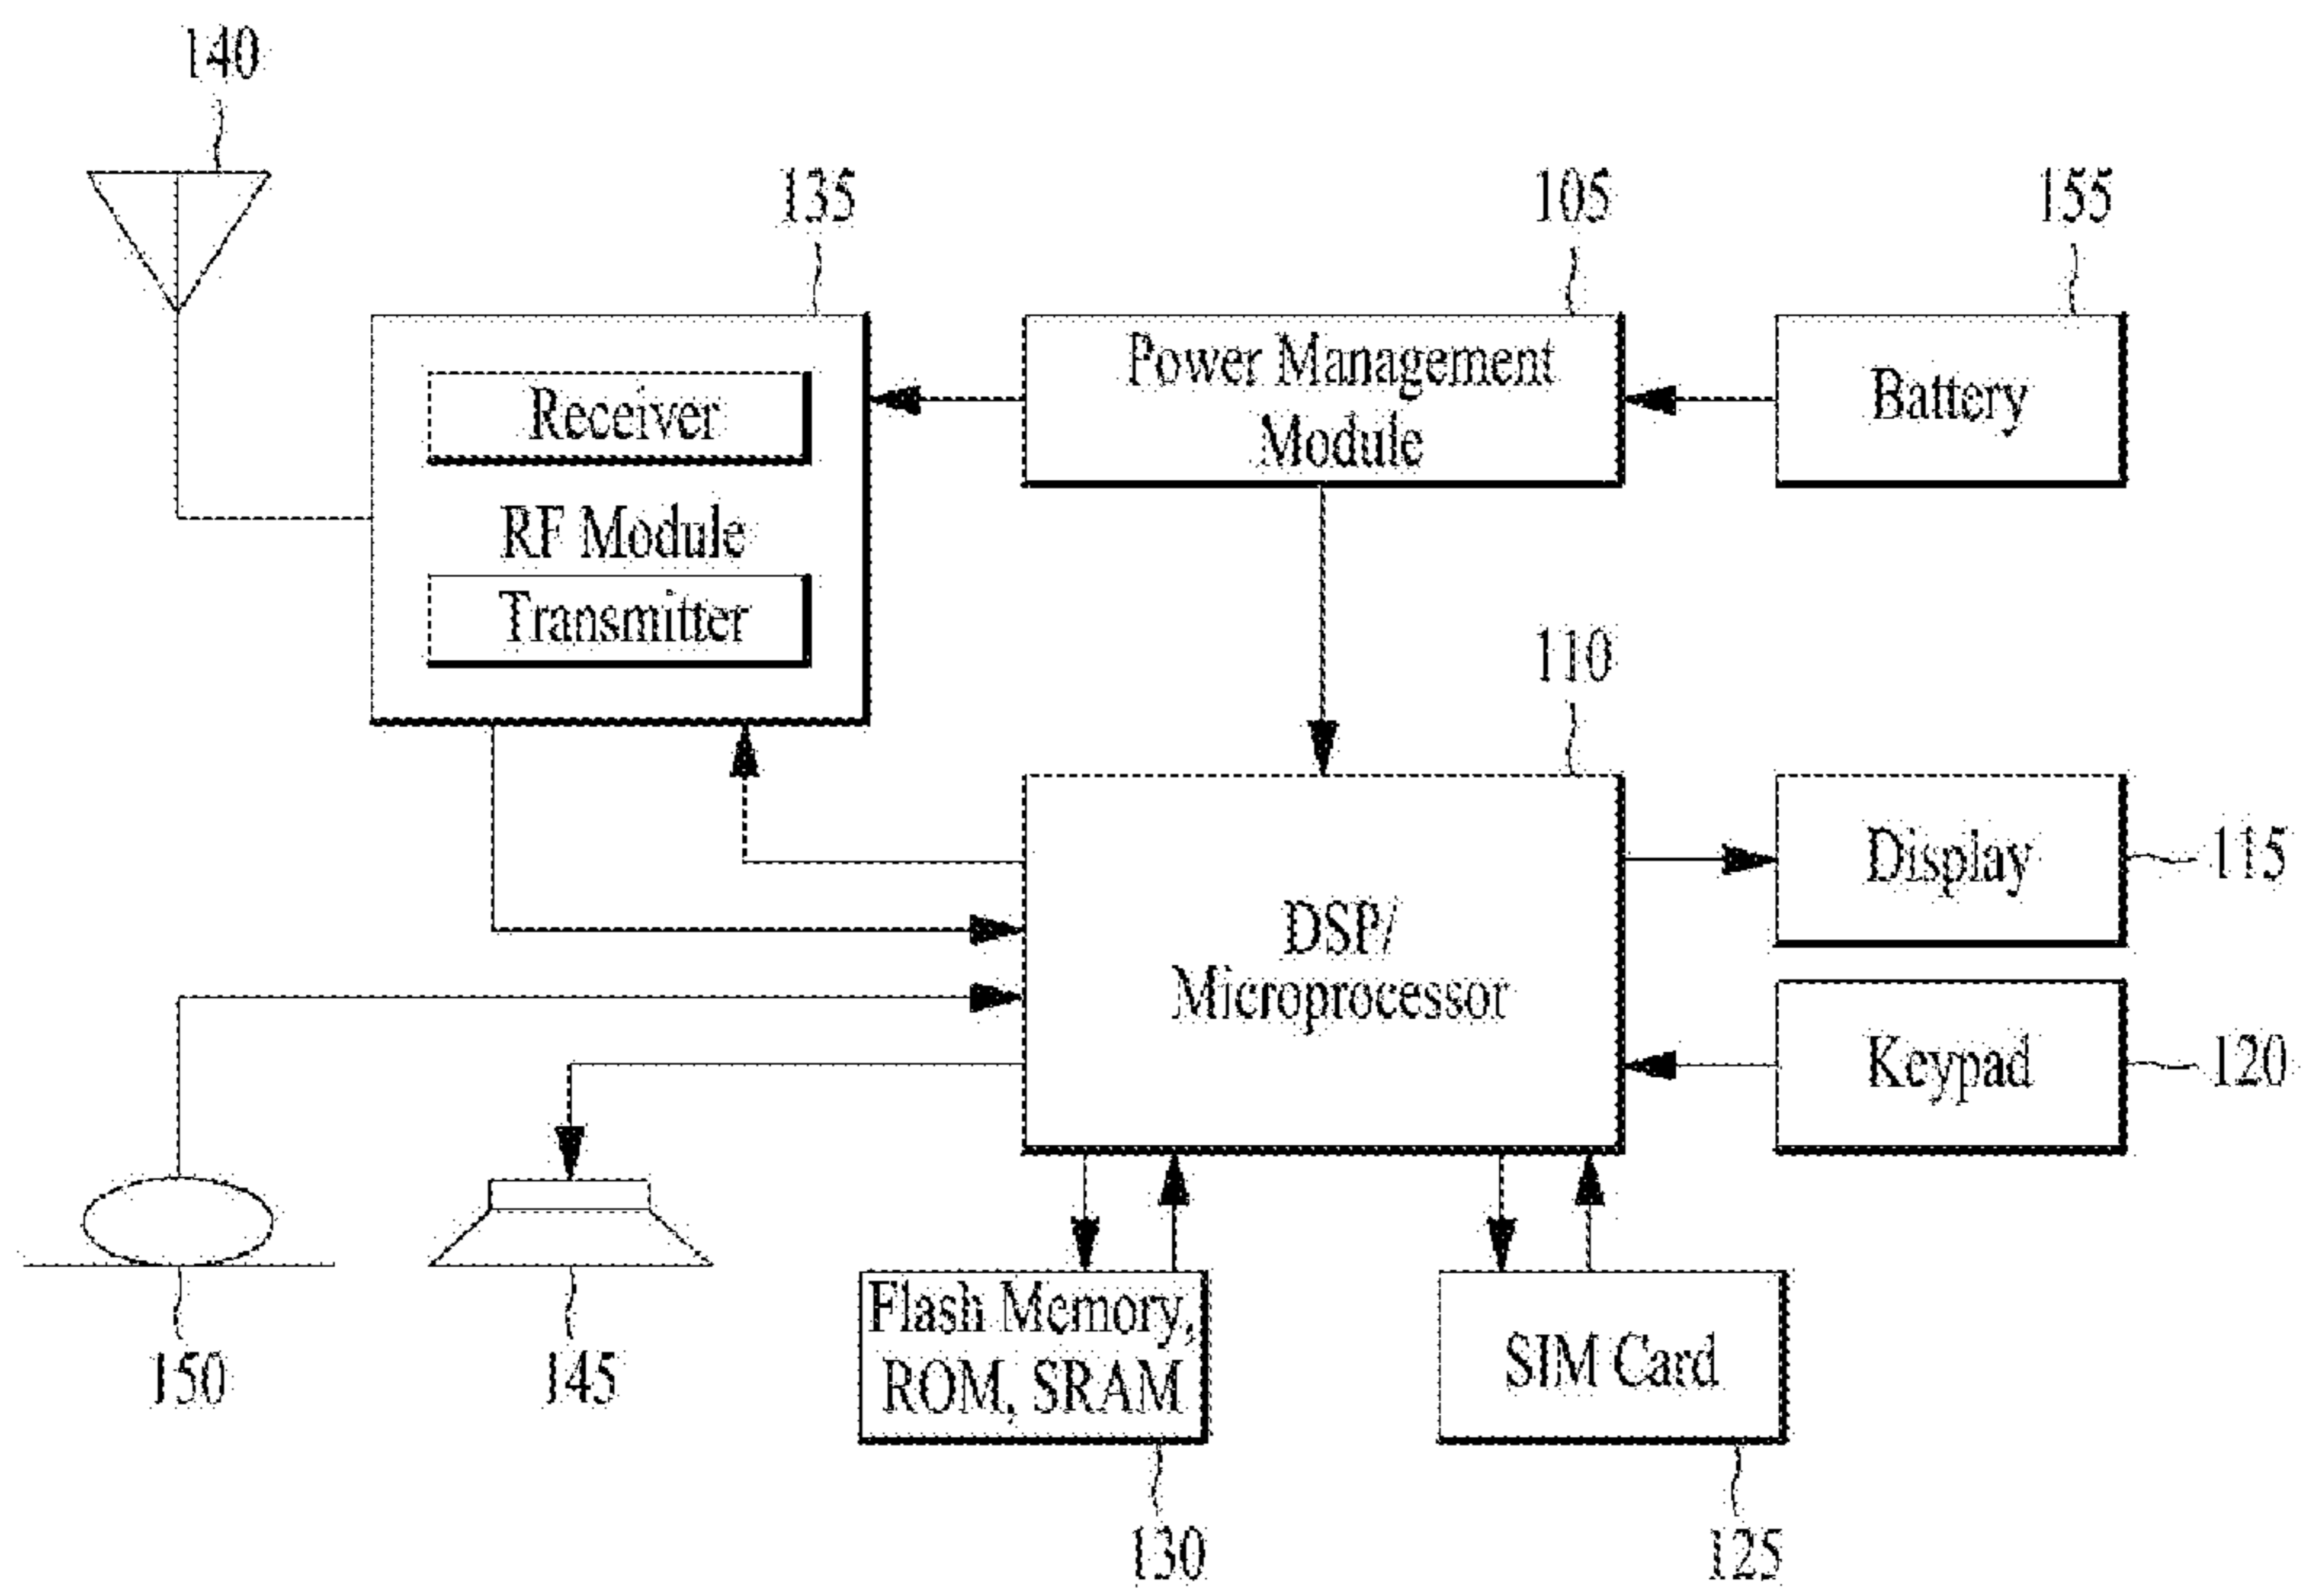 140
135
105
155
Receiver
RF Module
Transmitter
Power Management
Module
Battery
110
DSP/
Microprocessor
Display
115
Keypad
120
150
145
Flash Memory,
ROM, SRAM
130
SIM Card
125